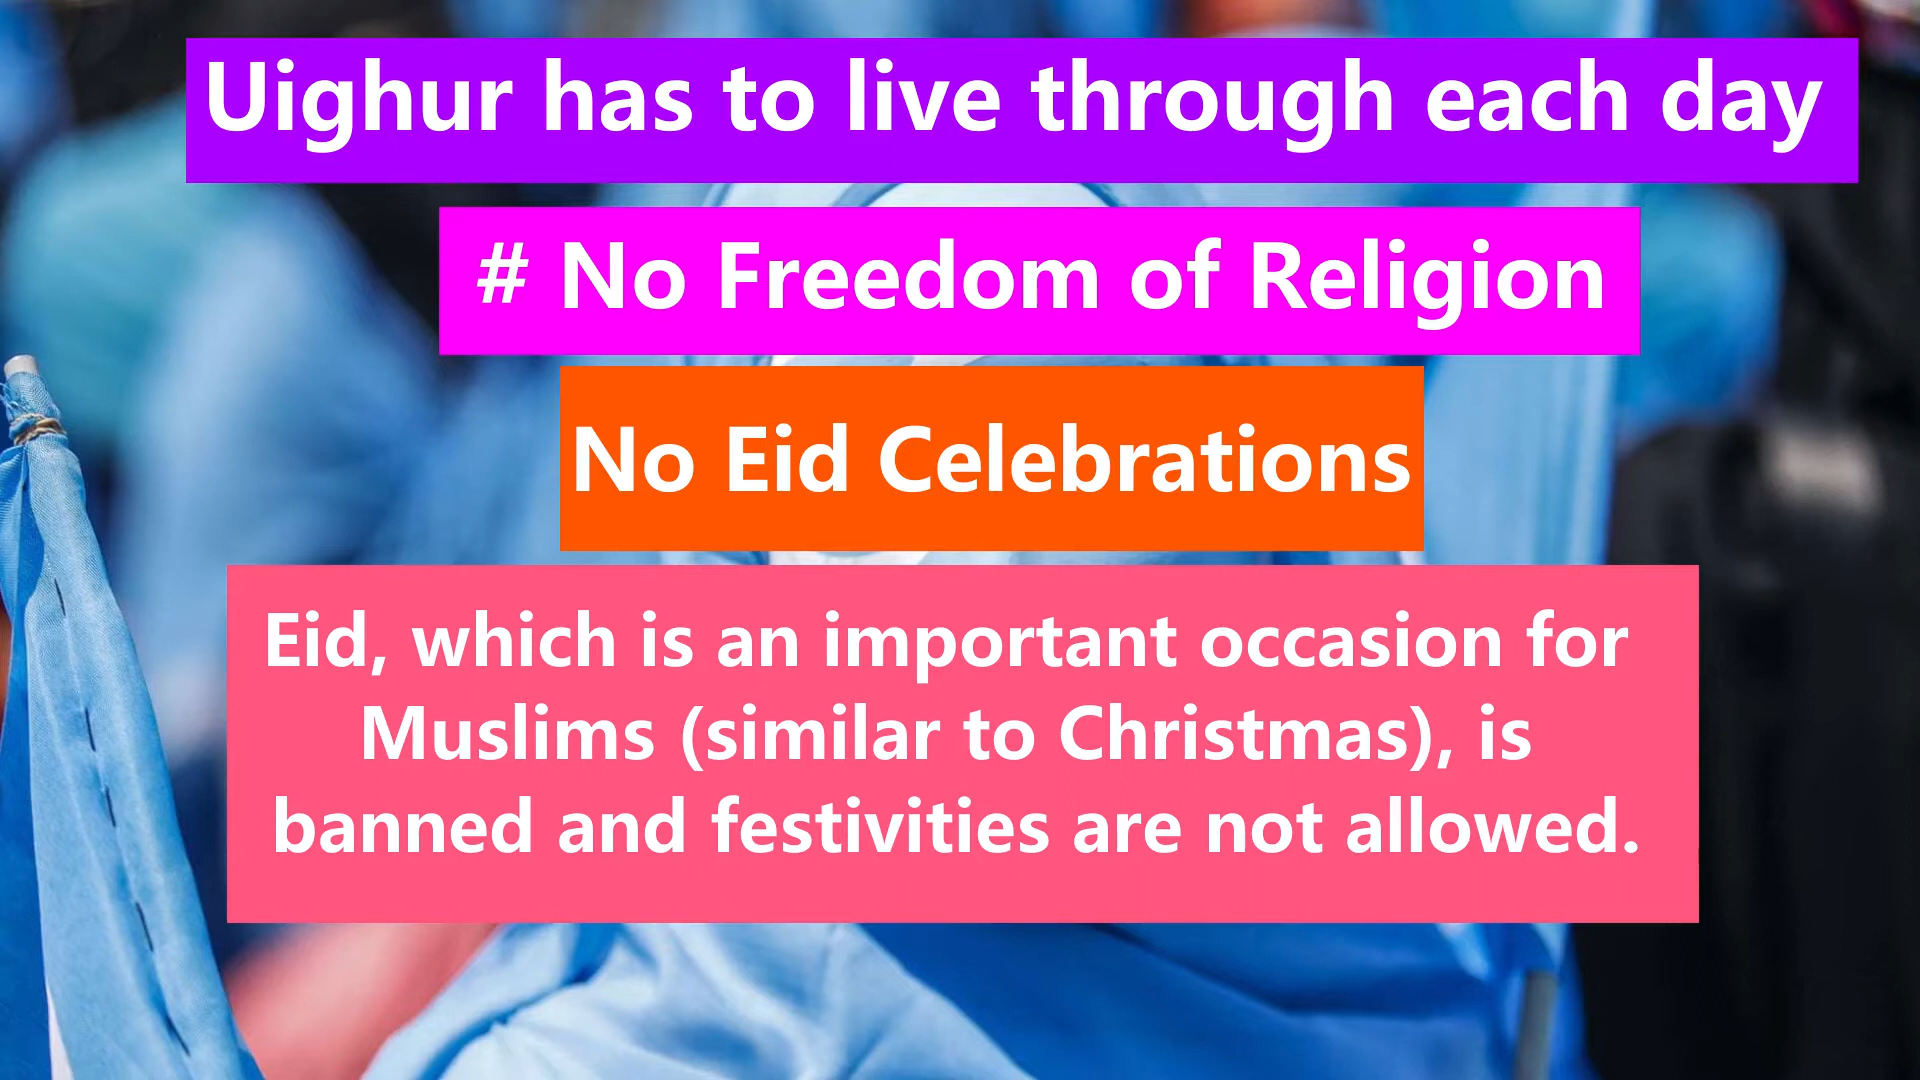 Uighur has to live through each day
# No Freedom of Religion
No Eid Celebrations
Eid, which is an important occasion for
Muslims (similar to Christmas), is
banned and festivities are not allowed.